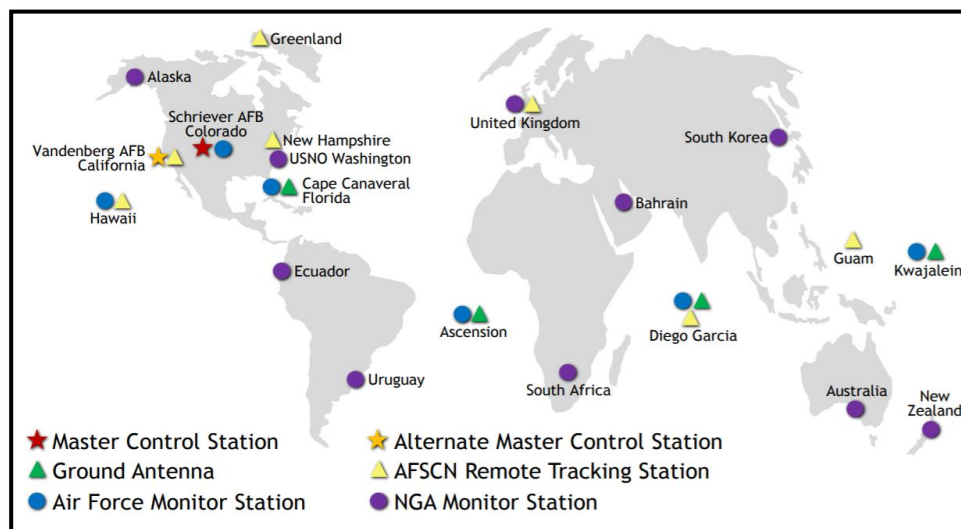 Greenland
Alaska
Schriever AFB
Colorado
New Hampshire
USNO Washington
Vandenberg AFB
California
Cape Canaveral
Florida
Hawaii
United Kingdom
South Korea
Bahrain
Guam
Kwajalein
Ecuador
Ascension
Diego Garcia
Uruguay
South Africa
Australia
New
Zealand
Master Control Station
Alternate Master Control Station
Ground Antenna
AFSCN Remote Tracking Station
Air Force Monitor Station
NGA Monitor Station